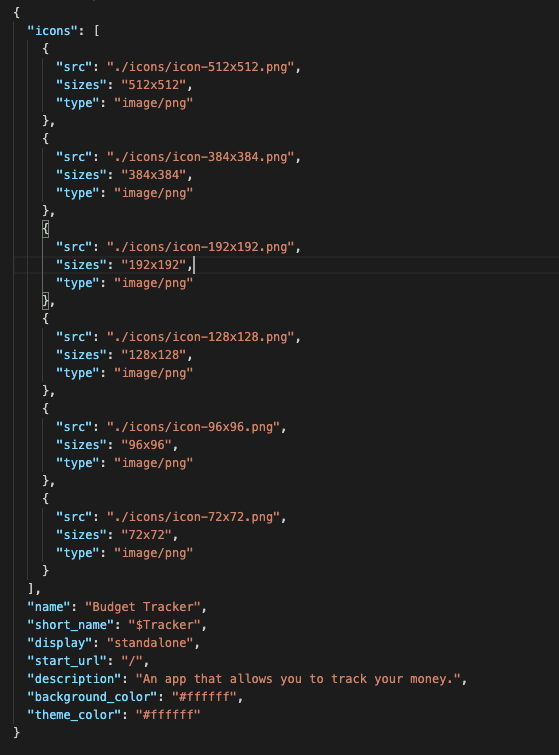 {
  "icons": [
    {
      "src": "./icons/icon-512x512.png",
      "sizes": "512x512",
      "type": "image/png"
    },
    {
      "src": "./icons/icon-384x384.png",
      "sizes": "384x384",
      "type": "image/png"
    },
    {
      "src": "./icons/icon-192x192.png",
      "sizes": "192x192",
      "type": "image/png"
    },
    {
      "src": "./icons/icon-128x128.png",
      "sizes": "128x128",
      "type": "image/png"
    },
    {
      "src": "./icons/icon-96x96.png",
      "sizes": "96x96",
      "type": "image/png"
    },
    {
      "src": "./icons/icon-72x72.png",
      "sizes": "72x72",
      "type": "image/png"
    }
  ],
  "name": "Budget Tracker",
  "short_name": "$Tracker",
  "display": "standalone",
  "start_url": "/",
  "description": "An app that allows you to track your money.",
  "background_color": "#ffffff",
  "theme_color": "#ffffff"
}